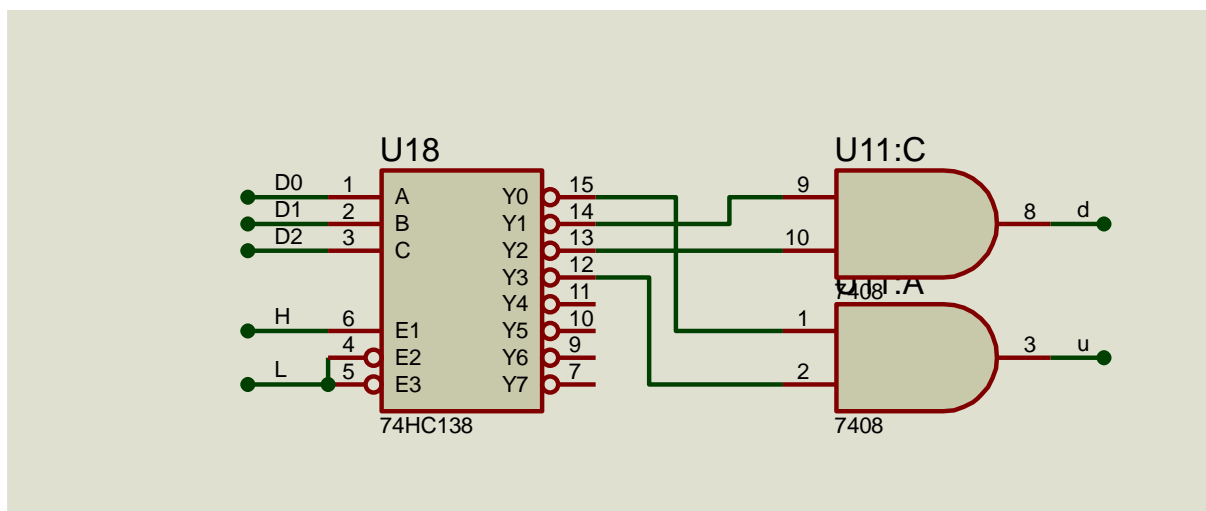 U18
D0 1 A Y0 15
D1 2 B Y1 14
D2 3 C Y2 13
Y3 12
Y4 11
H 6 E1 Y5 10
4 E2 Y6 9
L 5 E3 Y7 7
74HC138
U11:C
9
10
8 d
7408
U11:A
1
2
3 u
7408